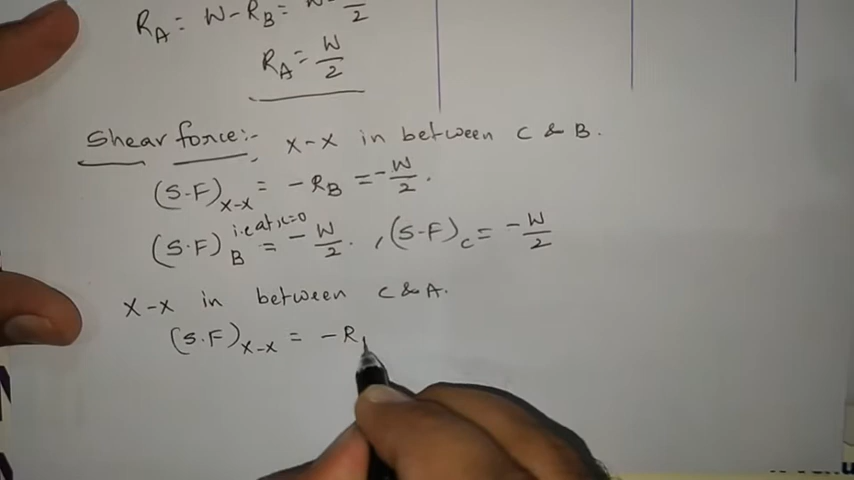 R_A = W - R_B = W - W/2
R_A = W/2
Shear force:- X-X in between C & B.
(S.F)_X-X = - R_B = - W/2.
(S.F)_B i.e at x=0 = - W/2. , (S.F)_C = - W/2
X-X in between C & A.
(S.F)_X-X = - R